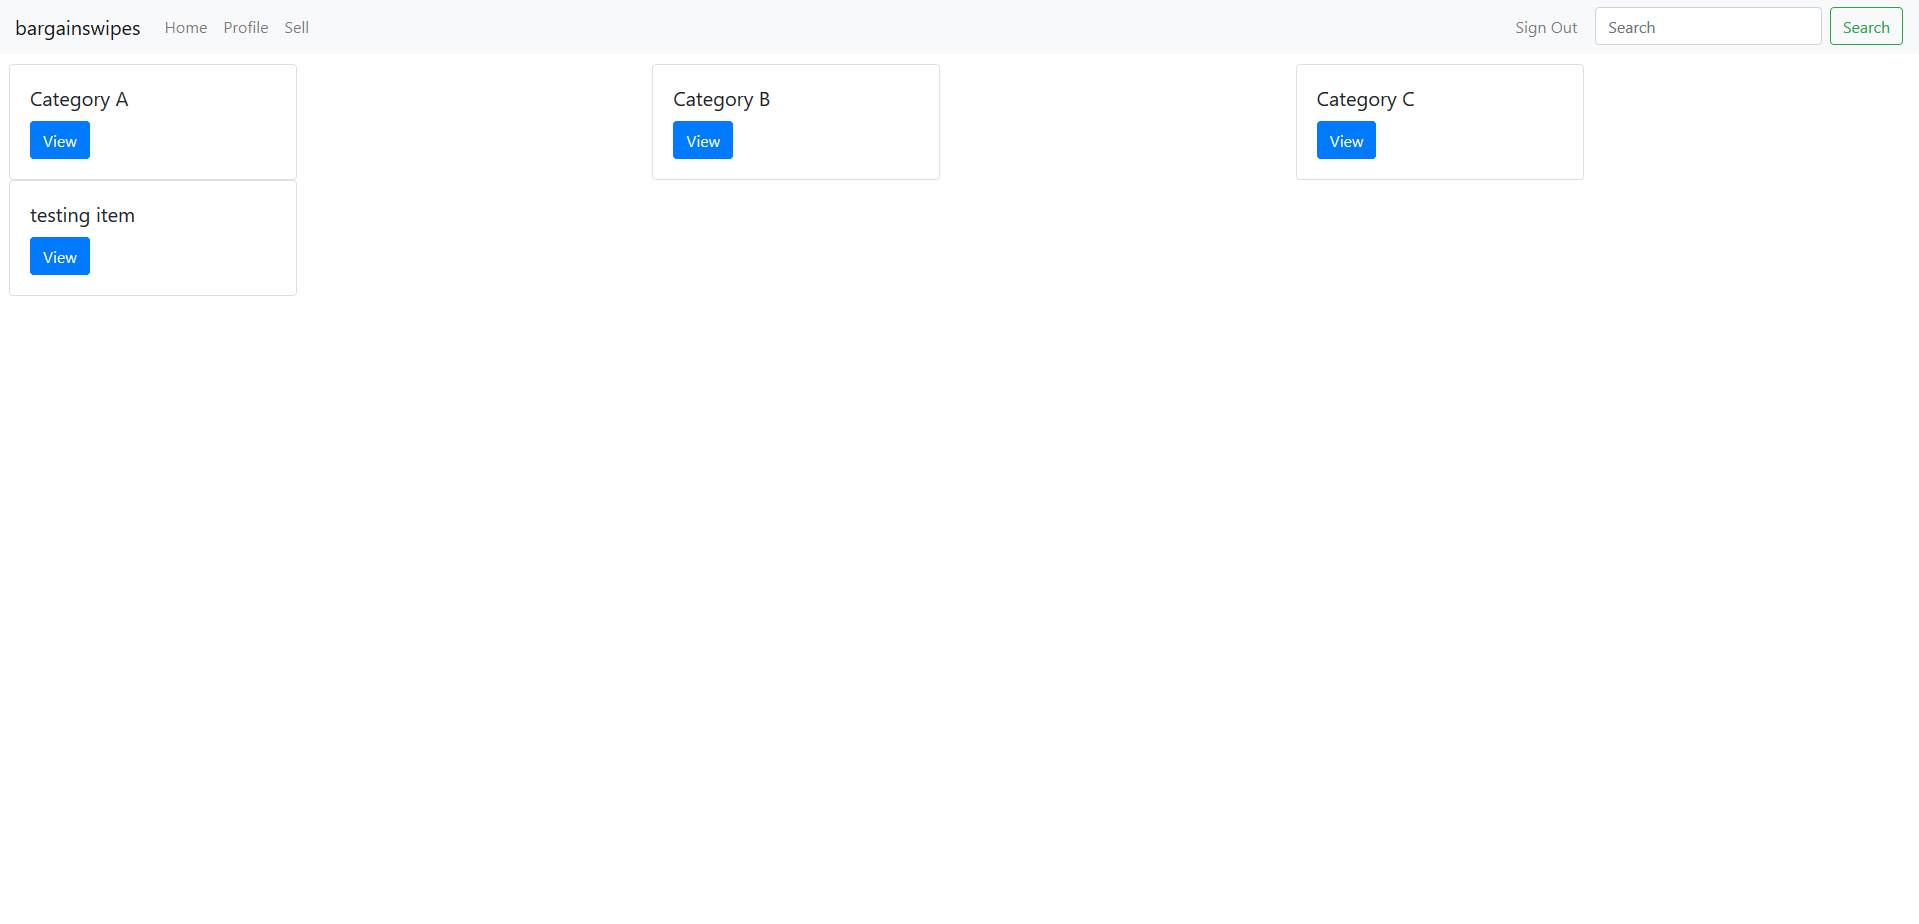 bargainswipes Home Profile Sell Sign Out Search Search
Category A
View
Category B
View
Category C
View
testing item
View